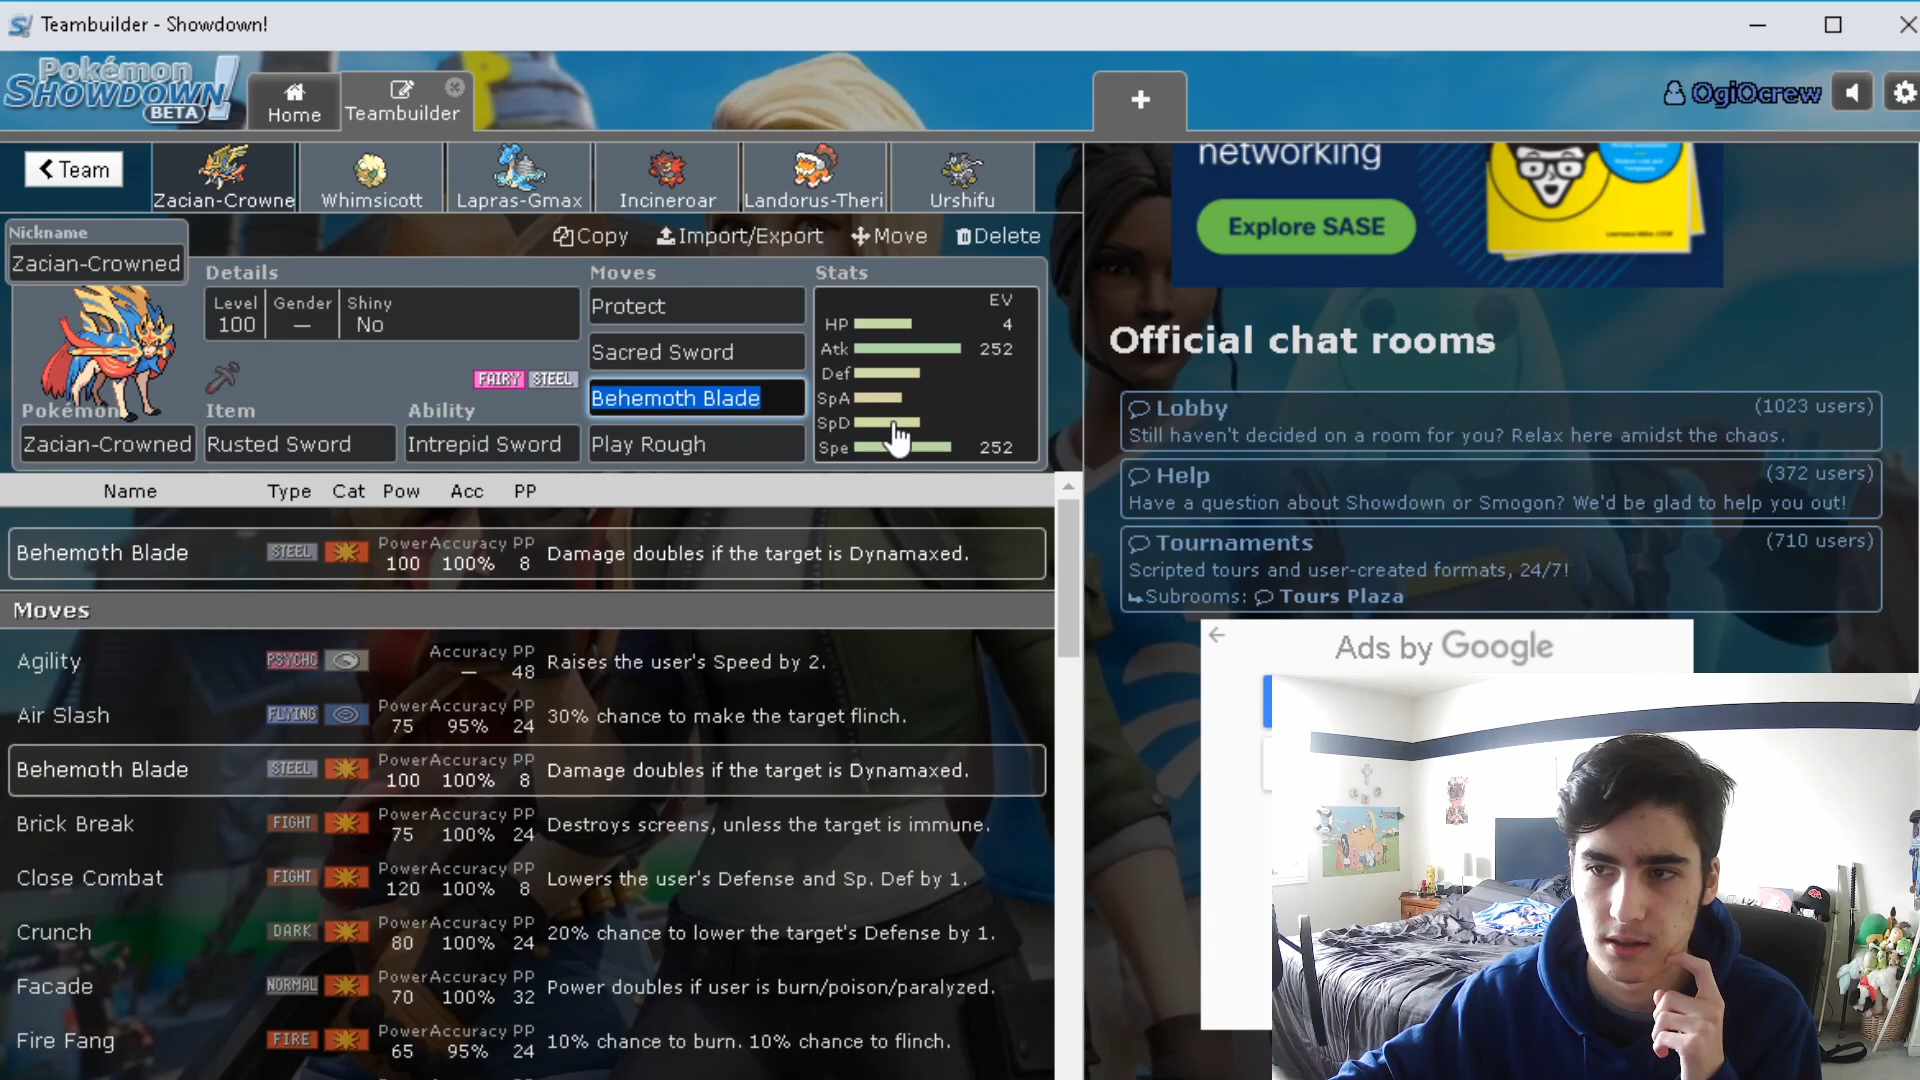 Teambuilder - Showdown!
Pokémon
SHOWDOWN!
BETA
Home
Teambuilder
+
OgiOcrew
Team
Zacian-Crowne
Whimsicott
Lapras-Gmax
Incineroar
Landorus-Theri
Urshifu
Copy
Import/Export
Move
Delete
Nickname
Zacian-Crowned
Details
Level
100
Gender
—
Shiny
No
FAIRY
STEEL
Pokémon
Zacian-Crowned
Item
Rusted Sword
Ability
Intrepid Sword
Moves
Protect
Sacred Sword
Behemoth Blade
Play Rough
Stats
EV
HP 4
Atk 252
Def
SpA
SpD
Spe 252
Name Type Cat Pow Acc PP
Behemoth Blade STEEL Power 100 Accuracy 100% PP 8 Damage doubles if the target is Dynamaxed.
Moves
Agility PSYCHC Accuracy — PP 48 Raises the user's Speed by 2.
Air Slash FLYING Power 75 Accuracy 95% PP 24 30% chance to make the target flinch.
Behemoth Blade STEEL Power 100 Accuracy 100% PP 8 Damage doubles if the target is Dynamaxed.
Brick Break FIGHT Power 75 Accuracy 100% PP 24 Destroys screens, unless the target is immune.
Close Combat FIGHT Power 120 Accuracy 100% PP 8 Lowers the user's Defense and Sp. Def by 1.
Crunch DARK Power 80 Accuracy 100% PP 24 20% chance to lower the target's Defense by 1.
Facade NORMAL Power 70 Accuracy 100% PP 32 Power doubles if user is burn/poison/paralyzed.
Fire Fang FIRE Power 65 Accuracy 95% PP 24 10% chance to burn. 10% chance to flinch.
networking
Explore SASE
Official chat rooms
Lobby (1023 users)
Still haven't decided on a room for you? Relax here amidst the chaos.
Help (372 users)
Have a question about Showdown or Smogon? We'd be glad to help you out!
Tournaments (710 users)
Scripted tours and user-created formats, 24/7!
Subrooms: Tours Plaza
Ads by Google